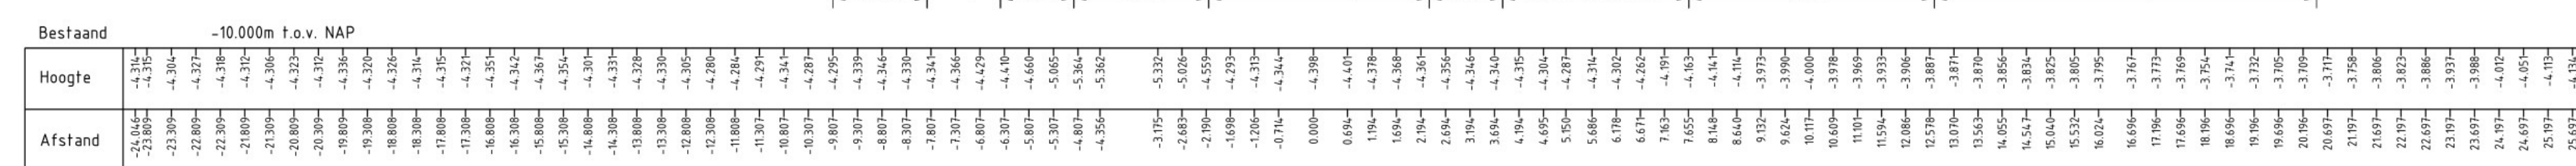 Bestaand -10.000m t.o.v. NAP
Hoogte -4.314 -4.315 -4.304 -4.327 -4.318 -4.312 -4.306 -4.323 -4.312 -4.336 -4.320 -4.326 -4.314 -4.315 -4.321 -4.351 -4.342 -4.367 -4.354 -4.301 -4.331 -4.328 -4.330 -4.305 -4.280 -4.284 -4.291 -4.341 -4.287 -4.295 -4.339 -4.346 -4.330 -4.341 -4.366 -4.429 -4.410 -4.660 -5.065 -5.364 -5.362 -5.332 -5.026 -4.559 -4.293 -4.319 -4.344 -4.398 -4.401 -4.378 -4.368 -4.361 -4.356 -4.346 -4.340 -4.315 -4.304 -4.287 -4.314 -4.302 -4.262 -4.191 -4.163 -4.141 -4.114 -3.973 -3.990 -4.000 -3.978 -3.969 -3.933 -3.906 -3.887 -3.871 -3.870 -3.856 -3.834 -3.825 -3.805 -3.795 -3.767 -3.773 -3.769 -3.754 -3.741 -3.732 -3.705 -3.709 -3.717 -3.758 -3.806 -3.823 -3.886 -3.937 -3.988 -4.012 -4.051 -4.113
Afstand -24.046 -23.809 -23.309 -22.809 -22.309 -21.809 -21.309 -20.809 -20.309 -19.809 -19.308 -18.808 -18.308 -17.808 -17.308 -16.808 -16.308 -15.808 -15.308 -14.808 -14.308 -13.808 -13.308 -12.808 -12.308 -11.808 -11.307 -10.807 -10.307 -9.807 -9.307 -8.807 -8.307 -7.807 -7.307 -6.807 -6.307 -5.807 -5.307 -4.807 -4.356 -3.175 -2.683 -2.190 -1.698 -1.206 -0.714 0.000 0.694 1.194 1.694 2.194 2.694 3.194 3.694 4.194 4.695 5.150 5.686 6.178 6.671 7.163 7.655 8.148 8.640 9.132 9.624 10.117 10.609 11.101 11.594 12.086 12.578 13.070 13.563 14.055 14.547 15.040 15.532 16.024 16.696 17.196 17.696 18.196 18.696 19.196 19.696 20.196 20.697 21.197 21.697 22.197 22.697 23.197 23.697 24.197 24.697 25.197